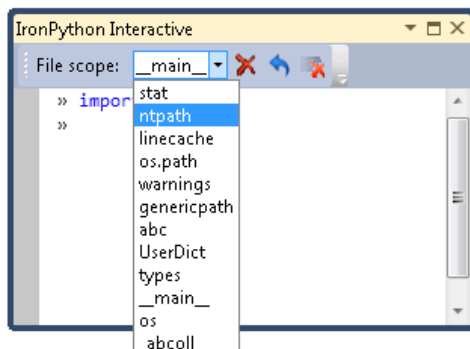 IronPython Interactive
File scope: __main__
» impor
»
stat
ntpath
linecache
os.path
warnings
genericpath
abc
UserDict
types
__main__
os
_abcoll